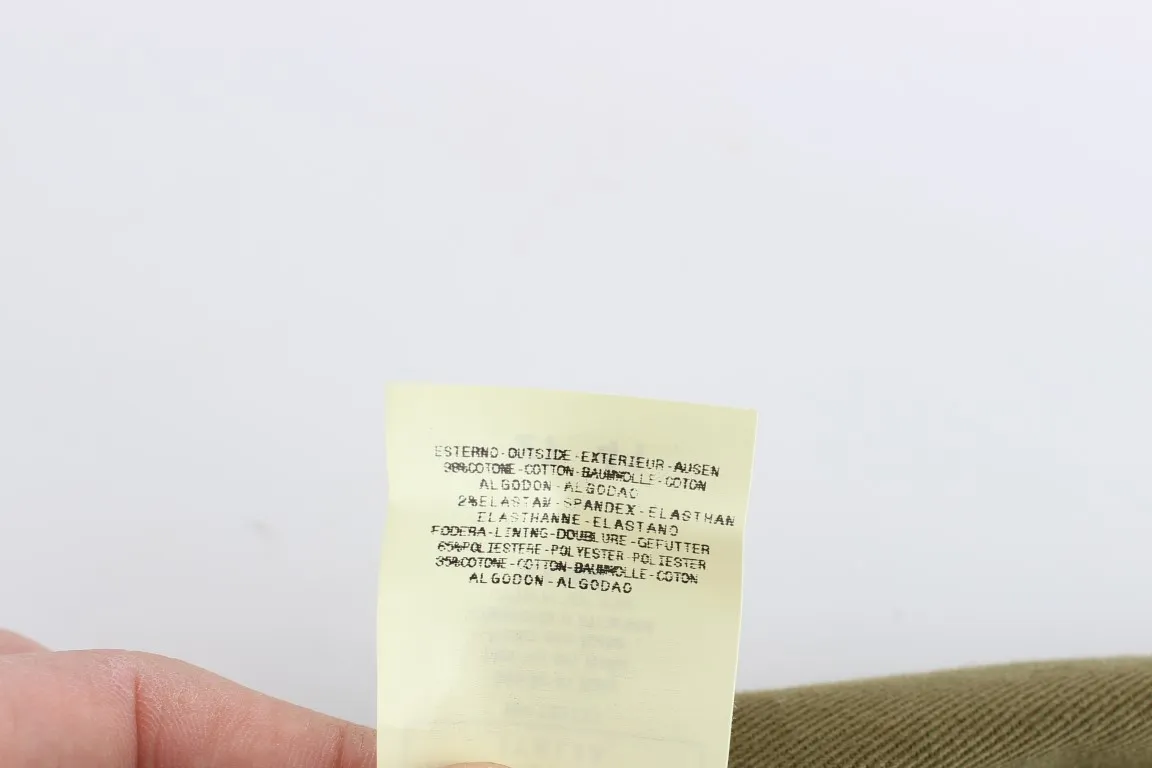 ESTERNO-OUTSIDE-EXTERIEUR-AUSEN
98%COTONE-COTTON-BAUMWOLLE-COTON
ALGODON-ALGODAO
2%ELASTAN-SPANDEX-ELASTHAN
ELASTHANNE-ELASTANO
FODERA-LINING-DOUBLURE-GEFUTTER
65%POLIESTERE-POLYESTER-POLIESTER
35%COTONE-COTTON-BAUMWOLLE-COTON
ALGODON-ALGODAO